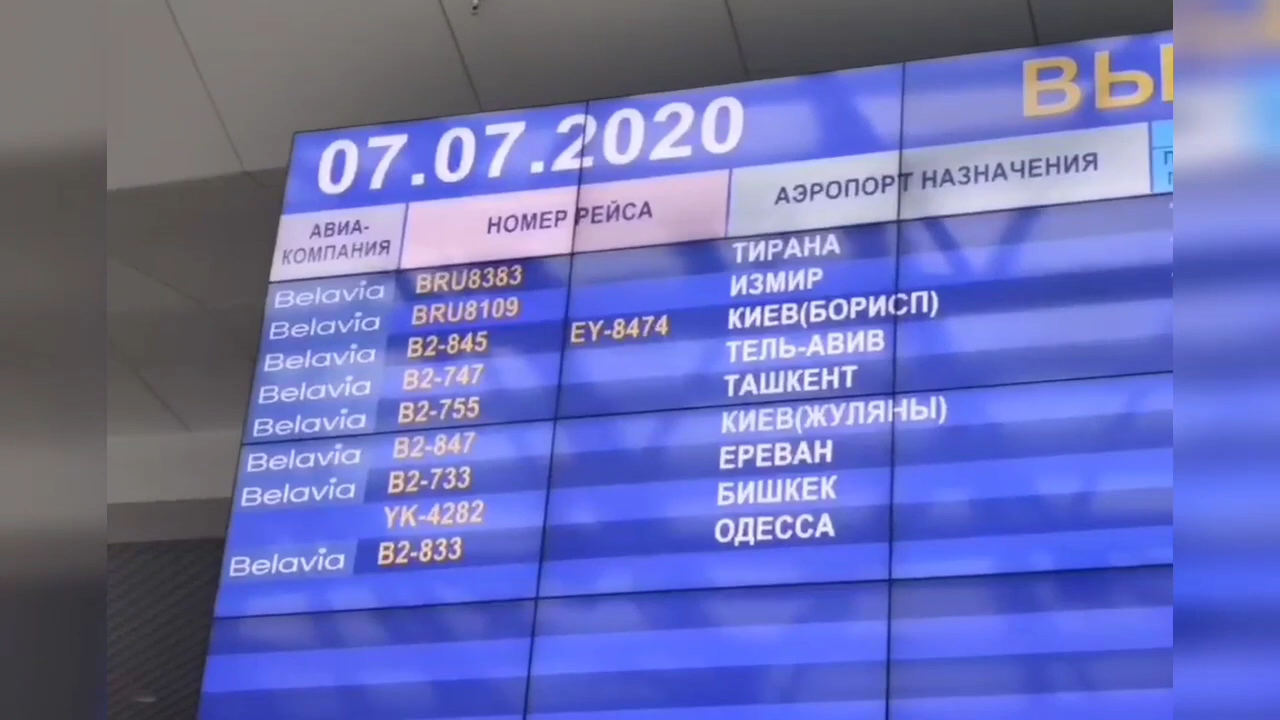 07.07.2020 ВЫ
АВИА-
КОМПАНИЯ НОМЕР РЕЙСА АЭРОПОРТ НАЗНАЧЕНИЯ
Belavia BRU8383 ТИРАНА
Belavia BRU8109 ИЗМИР
Belavia B2-845 EY-8474 КИЕВ(БОРИСП)
Belavia B2-747 ТЕЛЬ-АВИВ
Belavia B2-755 ТАШКЕНТ
Belavia B2-847 КИЕВ(ЖУЛЯНЫ)
Belavia B2-733 ЕРЕВАН
YK-4282 БИШКЕК
Belavia B2-833 ОДЕССА